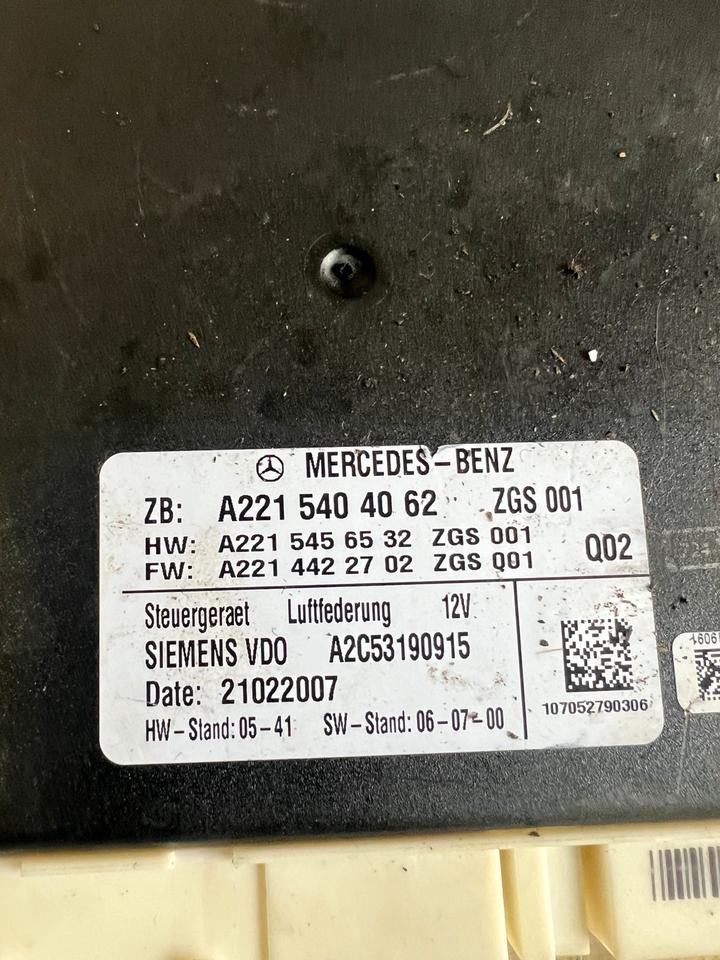 MERCEDES-BENZ
ZB: A221 540 40 62 ZGS 001
HW: A221 545 65 32 ZGS 001
FW: A221 442 27 02 ZGS Q01 Q02
Steuergeraet Luftfederung 12V
SIEMENS VDO A2C53190915
Date: 21022007
107052790306
HW-Stand: 05-41 SW-Stand: 06-07-00